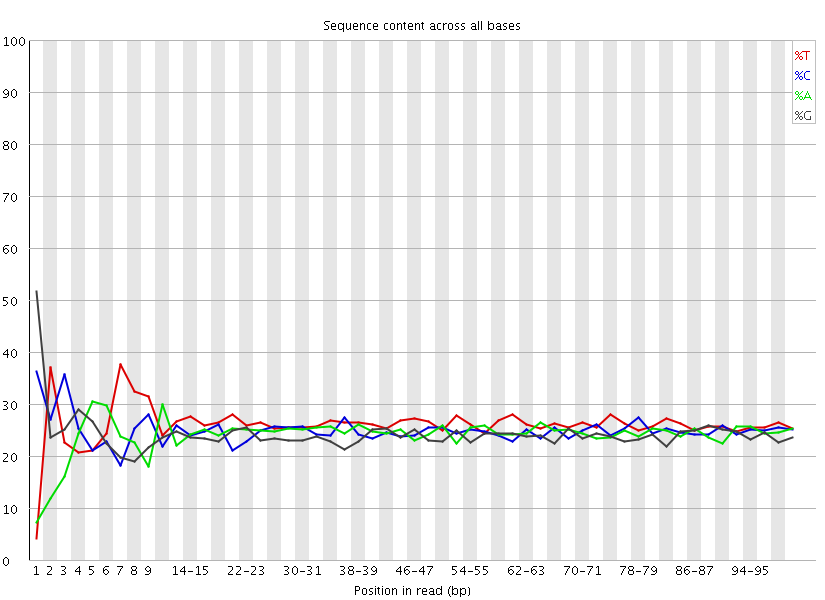 Sequence content across all bases
100
90
80
70
60
50
40
30
20
10
0
%T
%C
%A
%G
1 2 3 4 5 6 7 8 9 14-15 22-23 30-31 38-39 46-47 54-55 62-63 70-71 78-79 86-87 94-95
Position in read (bp)